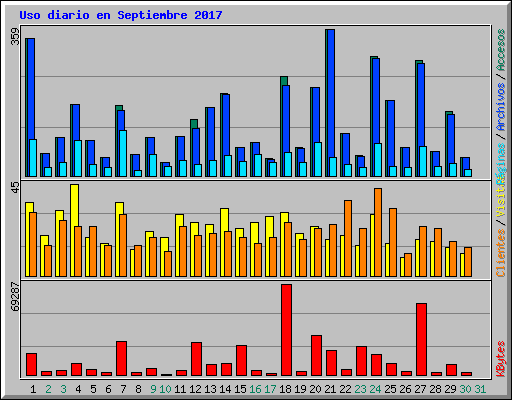 Uso diario en Septiembre 2017
359
45
69287
Clientes / Visitas
Páginas / Archivos / Accesos
KBytes
1 2 3 4 5 6 7 8 9 10 11 12 13 14 15 16 17 18 19 20 21 22 23 24 25 26 27 28 29 30 31